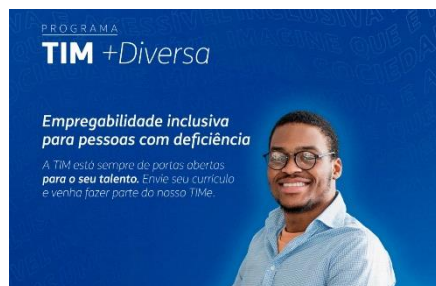 PROGRAMA
TIM +Diversa
Empregabilidade inclusiva
para pessoas com deficiência
A TIM está sempre de portas abertas
para o seu talento. Envie seu currículo
e venha fazer parte do nosso TIMe.